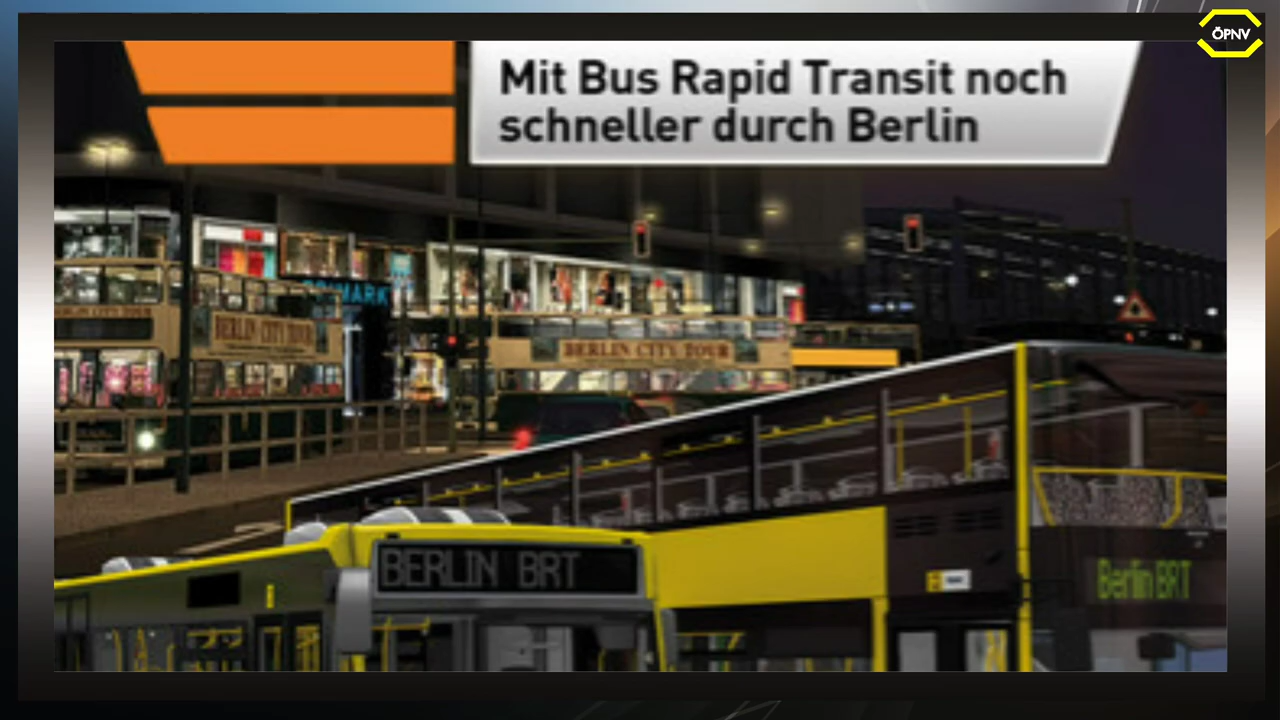 ÖPNV
Mit Bus Rapid Transit noch
schneller durch Berlin
BERLIN CITY TOUR
BERLIN CITY TOUR
BERLIN BRT
Berlin BRT